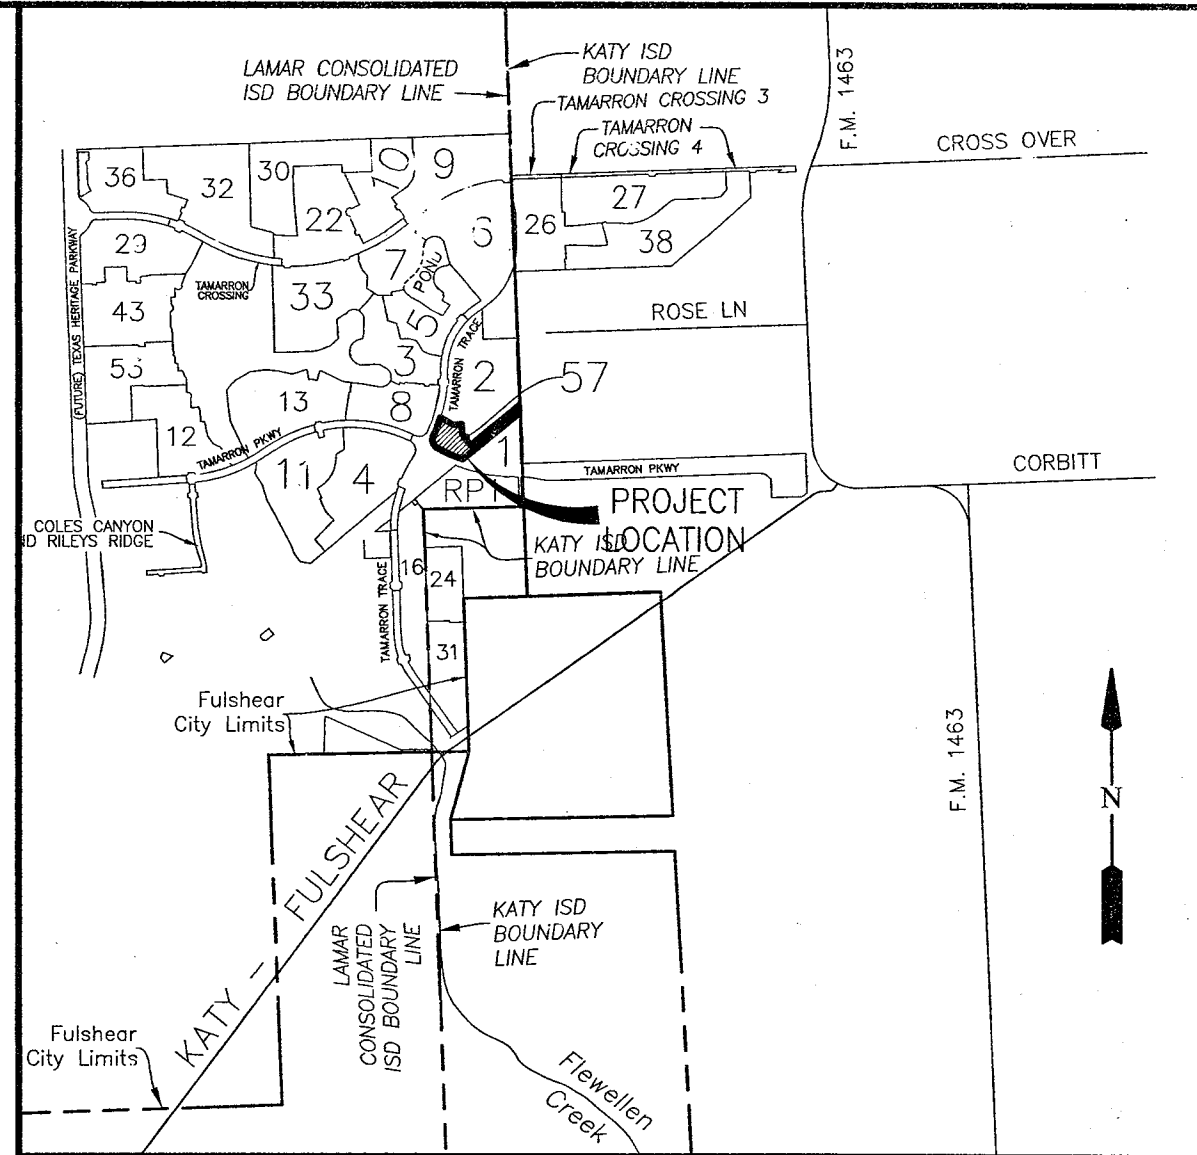 LAMAR CONSOLIDATED
ISD BOUNDARY LINE
KATY ISD
BOUNDARY LINE
TAMARRON CROSSING 3
TAMARRON
CROSSING 4
F.M. 1463
CROSS OVER
36
32
30
10
9
22
29
7
6
26
27
38
POND
TAMARRON
CROSSING
33
5
43
ROSE LN
(FUTURE) TEXAS HERITAGE PARKWAY
3
TAMARRON TRACE
2
57
13
8
12
TAMARRON PKWY
11
4
1
TAMARRON PKWY
CORBITT
RP1
PROJECT
LOCATION
COLES CANYON
ND RILEYS RIDGE
KATY ISD
BOUNDARY LINE
16
24
TAMARRON TRACE
31
Fulshear
City Limits
F.M. 1463
N
KATY - FULSHEAR
LAMAR
CONSOLIDATED
ISD BOUNDARY
LINE
KATY ISD
BOUNDARY
LINE
Fulshear
City Limits
Flewellen
Creek